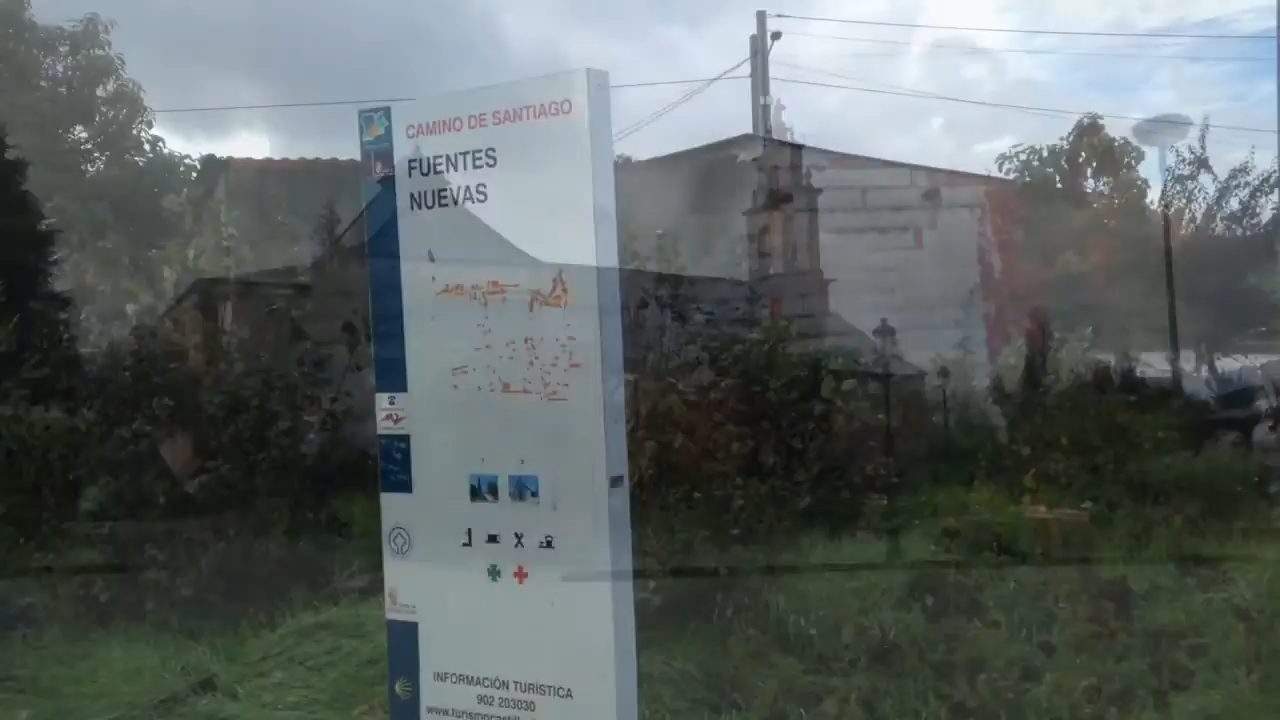 CAMINO DE SANTIAGO
FUENTES
NUEVAS
INFORMACIÓN TURÍSTICA
902 203030